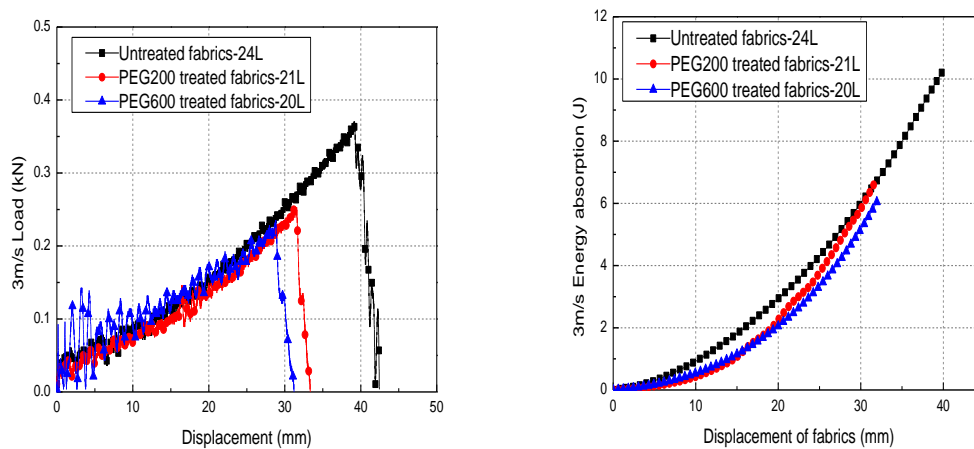 0.5
0.4
0.3
0.2
0.1
0.0
3m/s Load (kN)
Untreated fabrics-24L
PEG200 treated fabrics-21L
PEG600 treated fabrics-20L
0 10 20 30 40 50
Displacement (mm)
12
10
8
6
4
2
0
3m/s Energy absorption (J)
Untreated fabrics-24L
PEG200 treated fabrics-21L
PEG600 treated fabrics-20L
0 10 20 30 40
Displacement of fabrics (mm)